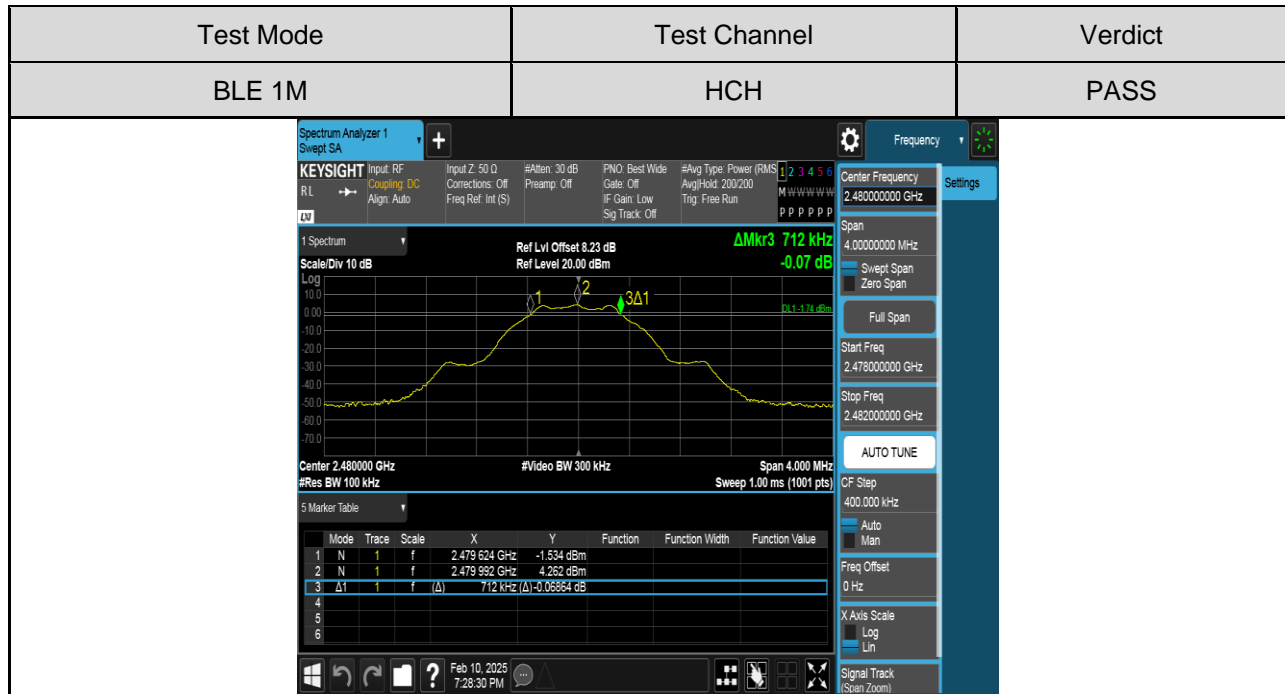 Test Mode Test Channel Verdict
BLE 1M HCH PASS
Spectrum Analyzer 1
Swept SA
+
Frequency
KEYSIGHT Input: RF Input Z: 50 Ω #Atten: 30 dB PNO: Best Wide #Avg Type: Power (RMS 1 2 3 4 5 6
RL Coupling: DC Corrections: Off Preamp: Off Gate: Off Avg|Hold: 200/200 M W W W W W
Align: Auto Freq Ref: Int (S) IF Gain: Low Trig: Free Run
LXI Sig Track: Off P P P P P P
Center Frequency
2.480000000 GHz
Settings
1 Spectrum Ref Lvl Offset 8.23 dB ΔMkr3 712 kHz
Scale/Div 10 dB Ref Level 20.00 dBm -0.07 dB
Log
10.0
0.00
-10.0
-20.0
-30.0
-40.0
-50.0
-60.0
-70.0
1
2
3Δ1
DL1 -1.74 dBm
Center 2.480000 GHz #Video BW 300 kHz Span 4.000 MHz
#Res BW 100 kHz Sweep 1.00 ms (1001 pts)
Span
4.00000000 MHz
Swept Span
Zero Span
Full Span
Start Freq
2.478000000 GHz
Stop Freq
2.482000000 GHz
AUTO TUNE
CF Step
400.000 kHz
Auto
Man
Freq Offset
0 Hz
X Axis Scale
Log
Lin
Signal Track
(Span Zoom)
5 Marker Table
Mode Trace Scale X Y Function Function Width Function Value
1 N 1 f 2.479 624 GHz -1.534 dBm
2 N 1 f 2.479 992 GHz 4.262 dBm
3 Δ1 1 f (Δ) 712 kHz (Δ) -0.06864 dB
4
5
6
? Feb 10, 2025
7:28:30 PM